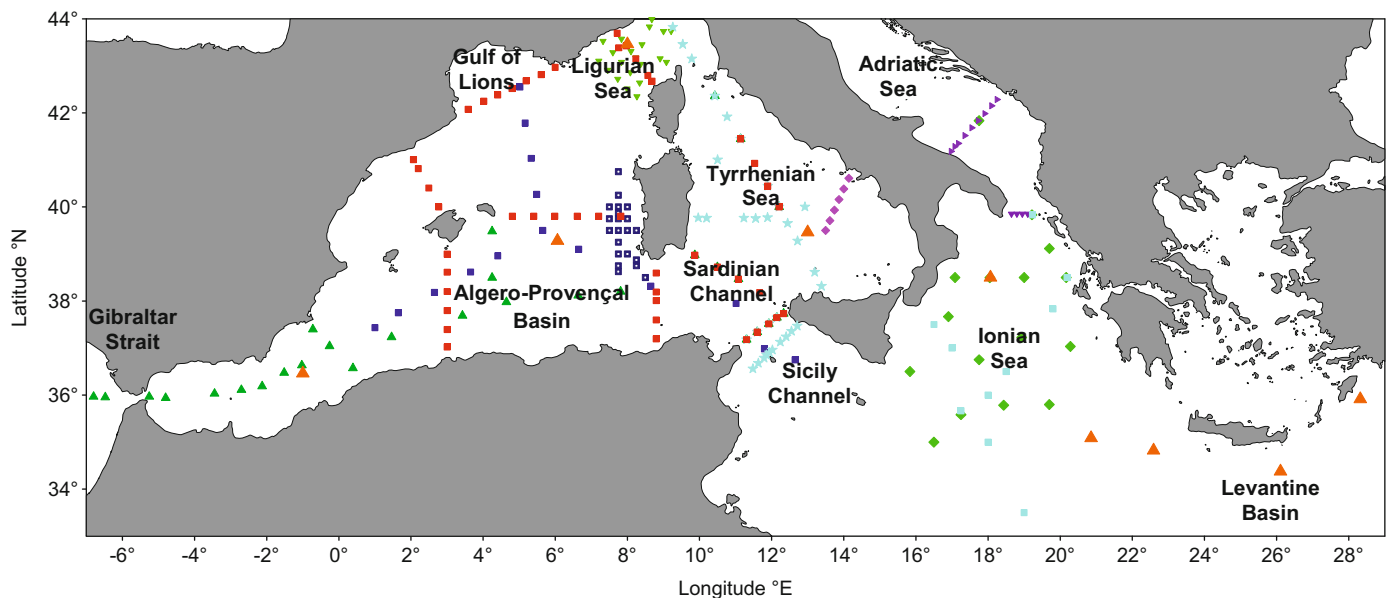 44°
42°
40°
38°
36°
34°
Latitude °N
Gulf of
Lions
Ligurian
Sea
Adriatic
Sea
Tyrrhenian
Sea
Sardinian
Channel
Algero-Provençal
Basin
Gibraltar
Strait
Ionian
Sea
Sicily
Channel
Levantine
Basin
-6°
-4°
-2°
0°
2°
4°
6°
8°
10°
12°
14°
16°
18°
20°
22°
24°
26°
28°
Longitude °E